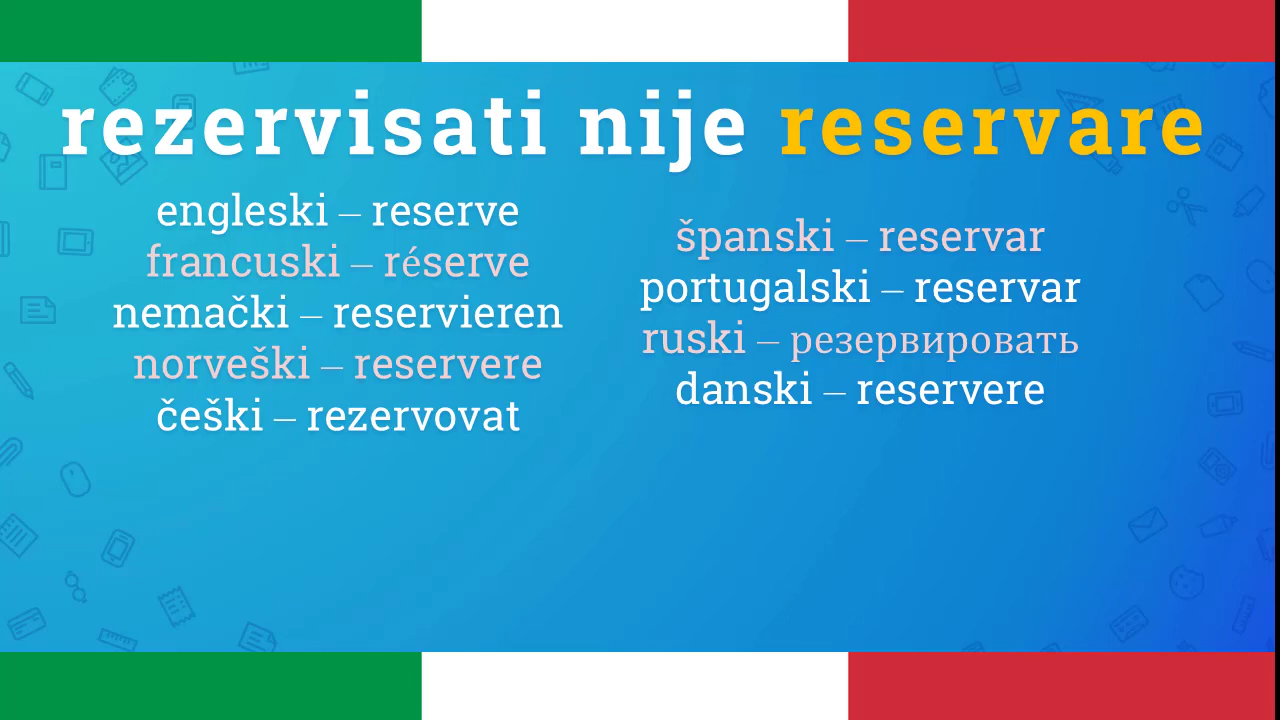 rezervisati nije reservare
engleski – reserve
francuski – réserve
nemački – reservieren
norveški – reservere
češki – rezervovat
španski – reservar
portugalski – reservar
ruski – резервировать
danski – reservere